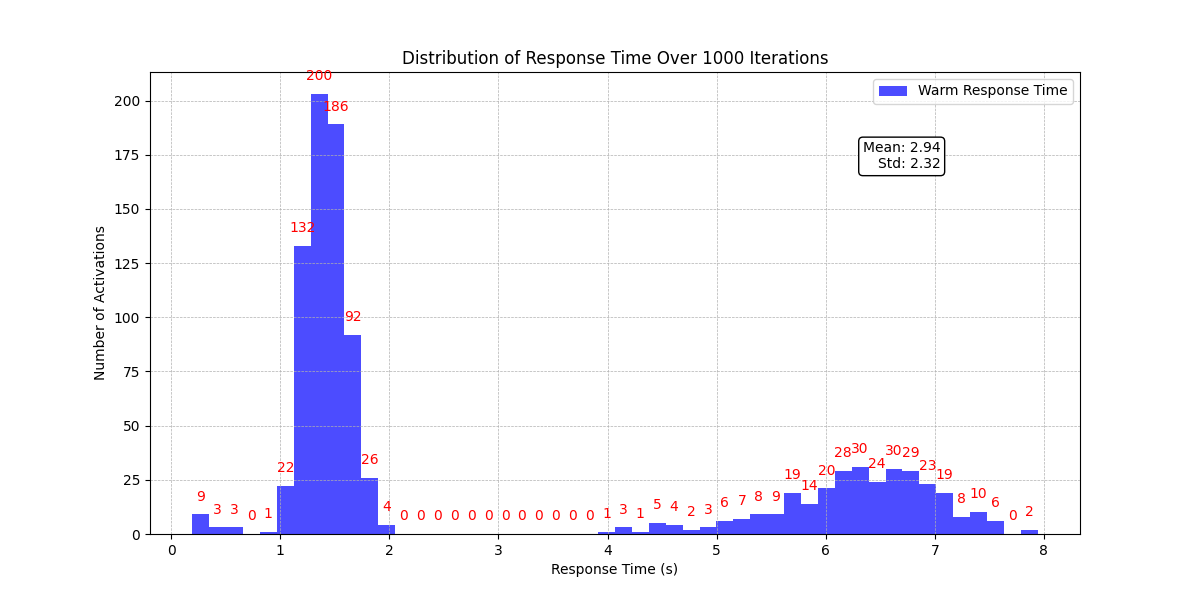 Distribution of Response Time Over 1000 Iterations
Warm Response Time
Mean: 2.94
Std: 2.32
Number of Activations
200
175
150
125
100
75
50
25
0
9 3 3 0 1 22 132 200 186 92 26 4 0 0 0 0 0 0 0 0 0 0 0 0 1 3 1 5 4 2 3 6 7 8 9 19 14 20 28 30 24 30 29 23 19 8 10 6 0 2
0 1 2 3 4 5 6 7 8
Response Time (s)